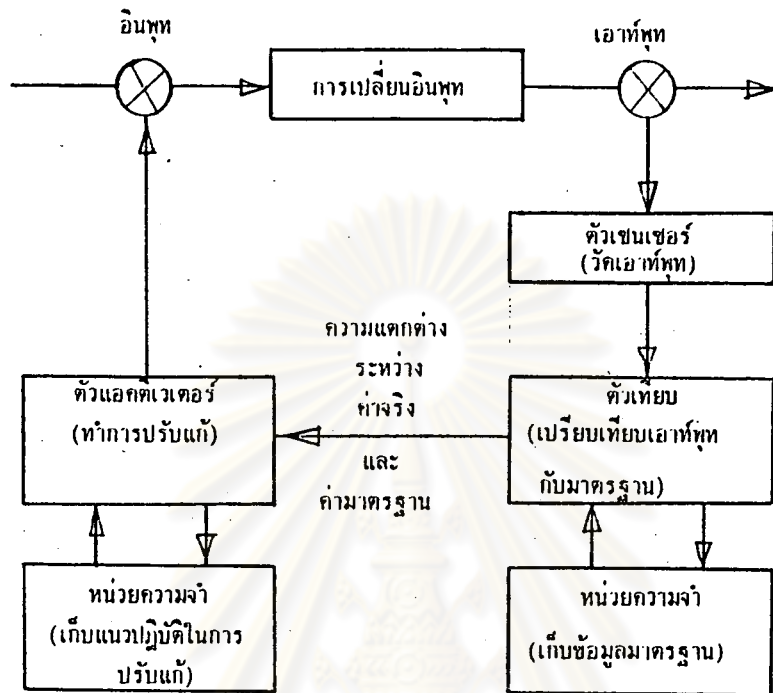 อินพุท
เอาท์พุท
การเปลี่ยนอินพุท
ตัวเซนเซอร์
(วัดเอาท์พุท)
ความแตกต่าง
ระหว่าง
ค่าจริง
และ
ค่ามาตรฐาน
ตัวแอคติเวเตอร์
(ทำการปรับแก้)
ตัวเทียบ
(เปรียบเทียบเอาท์พุท
กับมาตรฐาน)
หน่วยความจำ
(เก็บแนวปฏิบัติในการ
ปรับแก้)
หน่วยความจำ
(เก็บข้อมูลมาตรฐาน)